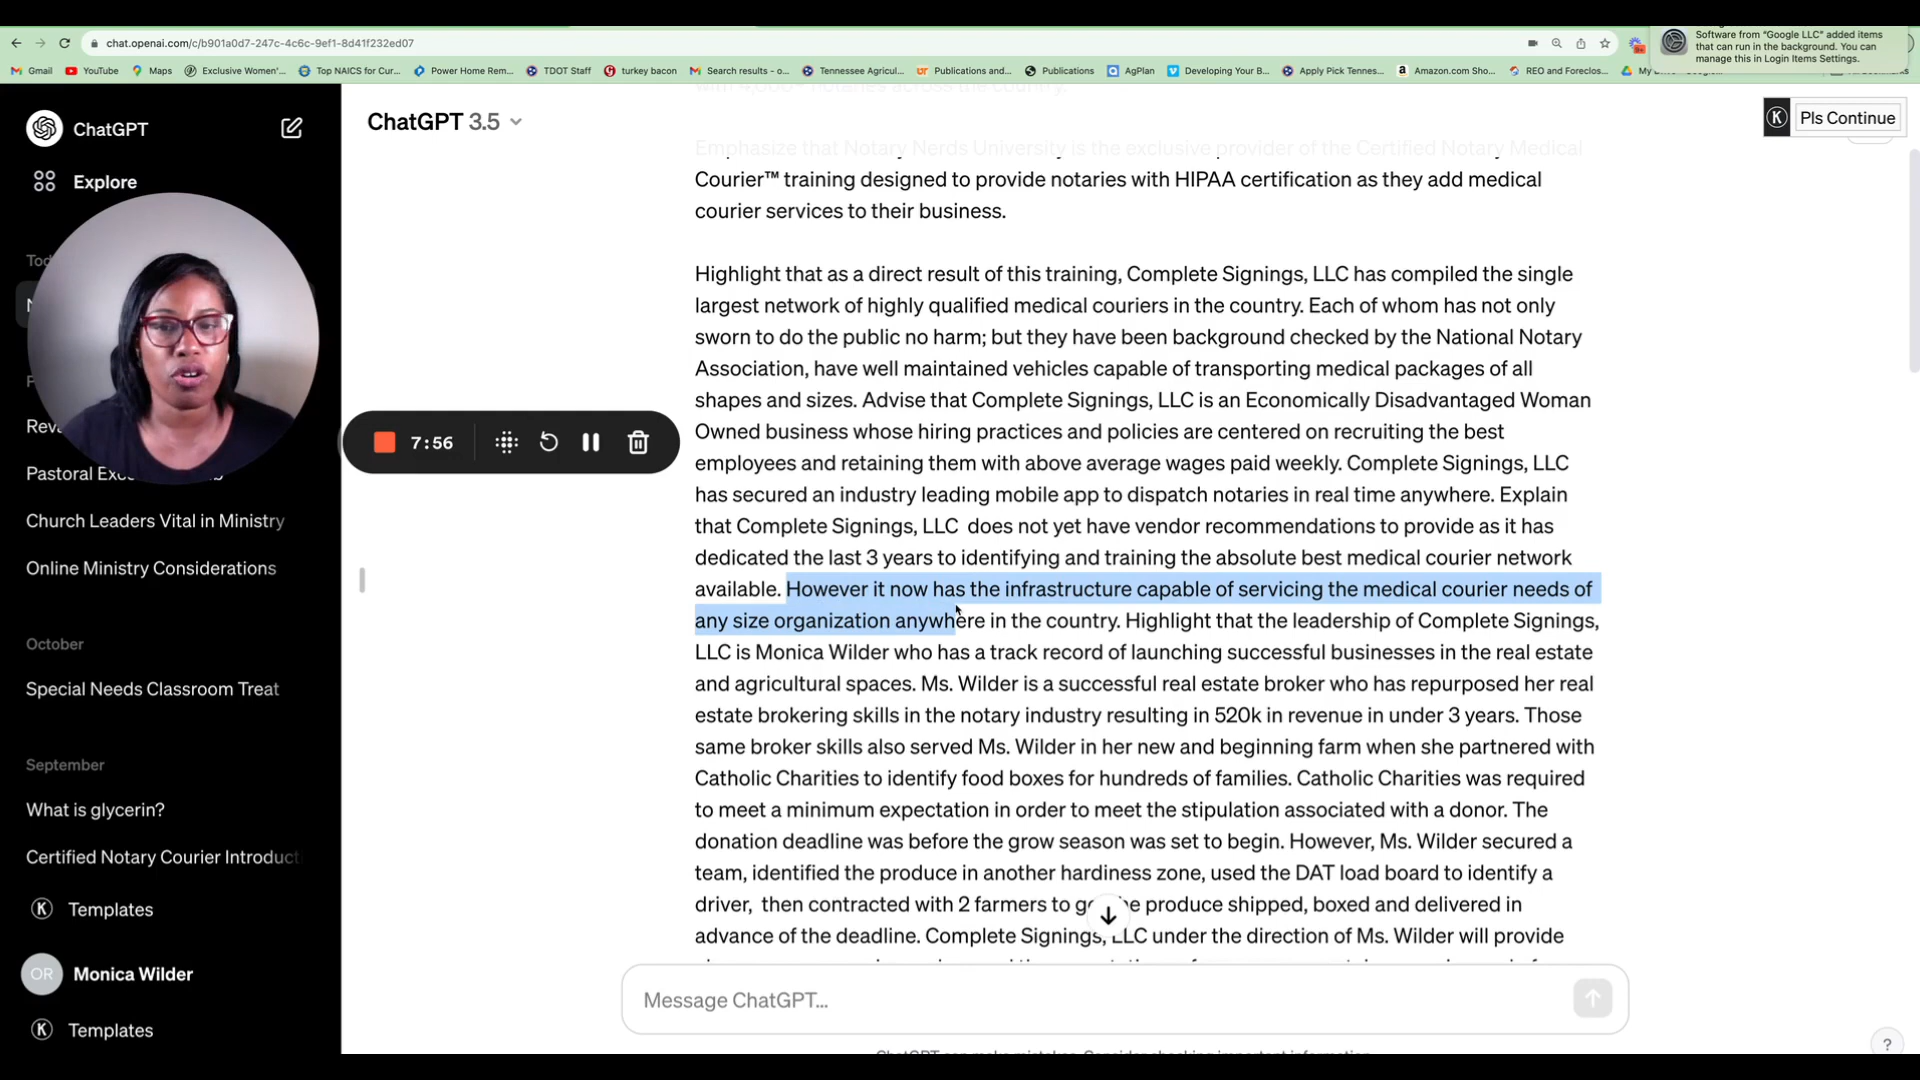 Software from “Google LLC” added items
that can run in the background. You can
manage this in Login Items Settings.
chat.openai.com/c/b901a0d7-247c-4c6c-9ef1-8d41f232ed07
Gmail YouTube Maps Exclusive Women'... Top NAICS for Cur... Power Home Rem... TDOT Staff turkey bacon Search results - o... Tennessee Agricul... Publications and... Publications AgPlan Developing Your B... Apply Pick Tennes... Amazon.com Sho... REO and Foreclos...
ChatGPT
Explore
Pastoral
Church Leaders Vital in Ministry
Online Ministry Considerations
October
Special Needs Classroom Treat
September
What is glycerin?
Certified Notary Courier Introduct
Templates
OR Monica Wilder
Templates
7:56
ChatGPT 3.5
K Pls Continue
Emphasize that Notary Nerds University is the exclusive provider of the Certified Notary Medical
Courier™ training designed to provide notaries with HIPAA certification as they add medical
courier services to their business.
Highlight that as a direct result of this training, Complete Signings, LLC has compiled the single
largest network of highly qualified medical couriers in the country. Each of whom has not only
sworn to do the public no harm; but they have been background checked by the National Notary
Association, have well maintained vehicles capable of transporting medical packages of all
shapes and sizes. Advise that Complete Signings, LLC is an Economically Disadvantaged Woman
Owned business whose hiring practices and policies are centered on recruiting the best
employees and retaining them with above average wages paid weekly. Complete Signings, LLC
has secured an industry leading mobile app to dispatch notaries in real time anywhere. Explain
that Complete Signings, LLC does not yet have vendor recommendations to provide as it has
dedicated the last 3 years to identifying and training the absolute best medical courier network
available. However it now has the infrastructure capable of servicing the medical courier needs of
any size organization anywhere in the country. Highlight that the leadership of Complete Signings,
LLC is Monica Wilder who has a track record of launching successful businesses in the real estate
and agricultural spaces. Ms. Wilder is a successful real estate broker who has repurposed her real
estate brokering skills in the notary industry resulting in 520k in revenue in under 3 years. Those
same broker skills also served Ms. Wilder in her new and beginning farm when she partnered with
Catholic Charities to identify food boxes for hundreds of families. Catholic Charities was required
to meet a minimum expectation in order to meet the stipulation associated with a donor. The
donation deadline was before the grow season was set to begin. However, Ms. Wilder secured a
team, identified the produce in another hardiness zone, used the DAT load board to identify a
driver, then contracted with 2 farmers to produce shipped, boxed and delivered in
advance of the deadline. Complete Signings, LLC under the direction of Ms. Wilder will provide
Message ChatGPT...
ChatGPT can make mistakes. Consider checking important information.
?